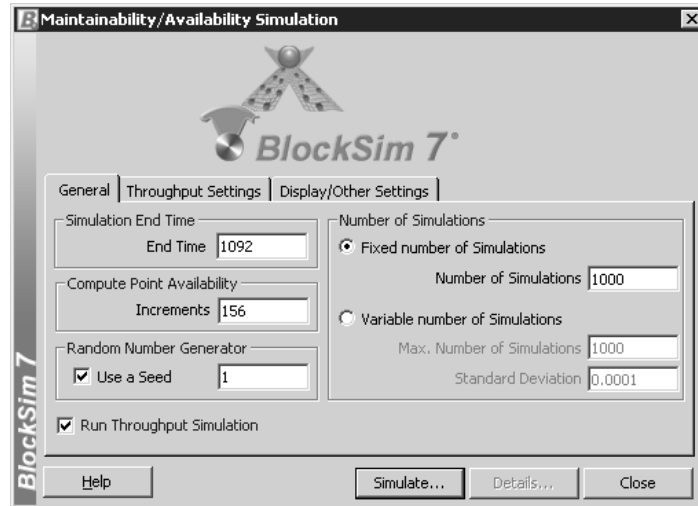 Maintainability/Availability Simulation
BlockSim 7
General Throughput Settings Display/Other Settings
Simulation End Time
End Time 1092
Compute Point Availability
Increments 156
Random Number Generator
Use a Seed 1
Run Throughput Simulation
Number of Simulations
Fixed number of Simulations
Number of Simulations 1000
Variable number of Simulations
Max. Number of Simulations 1000
Standard Deviation 0.0001
BlockSim 7
Help Simulate... Details... Close